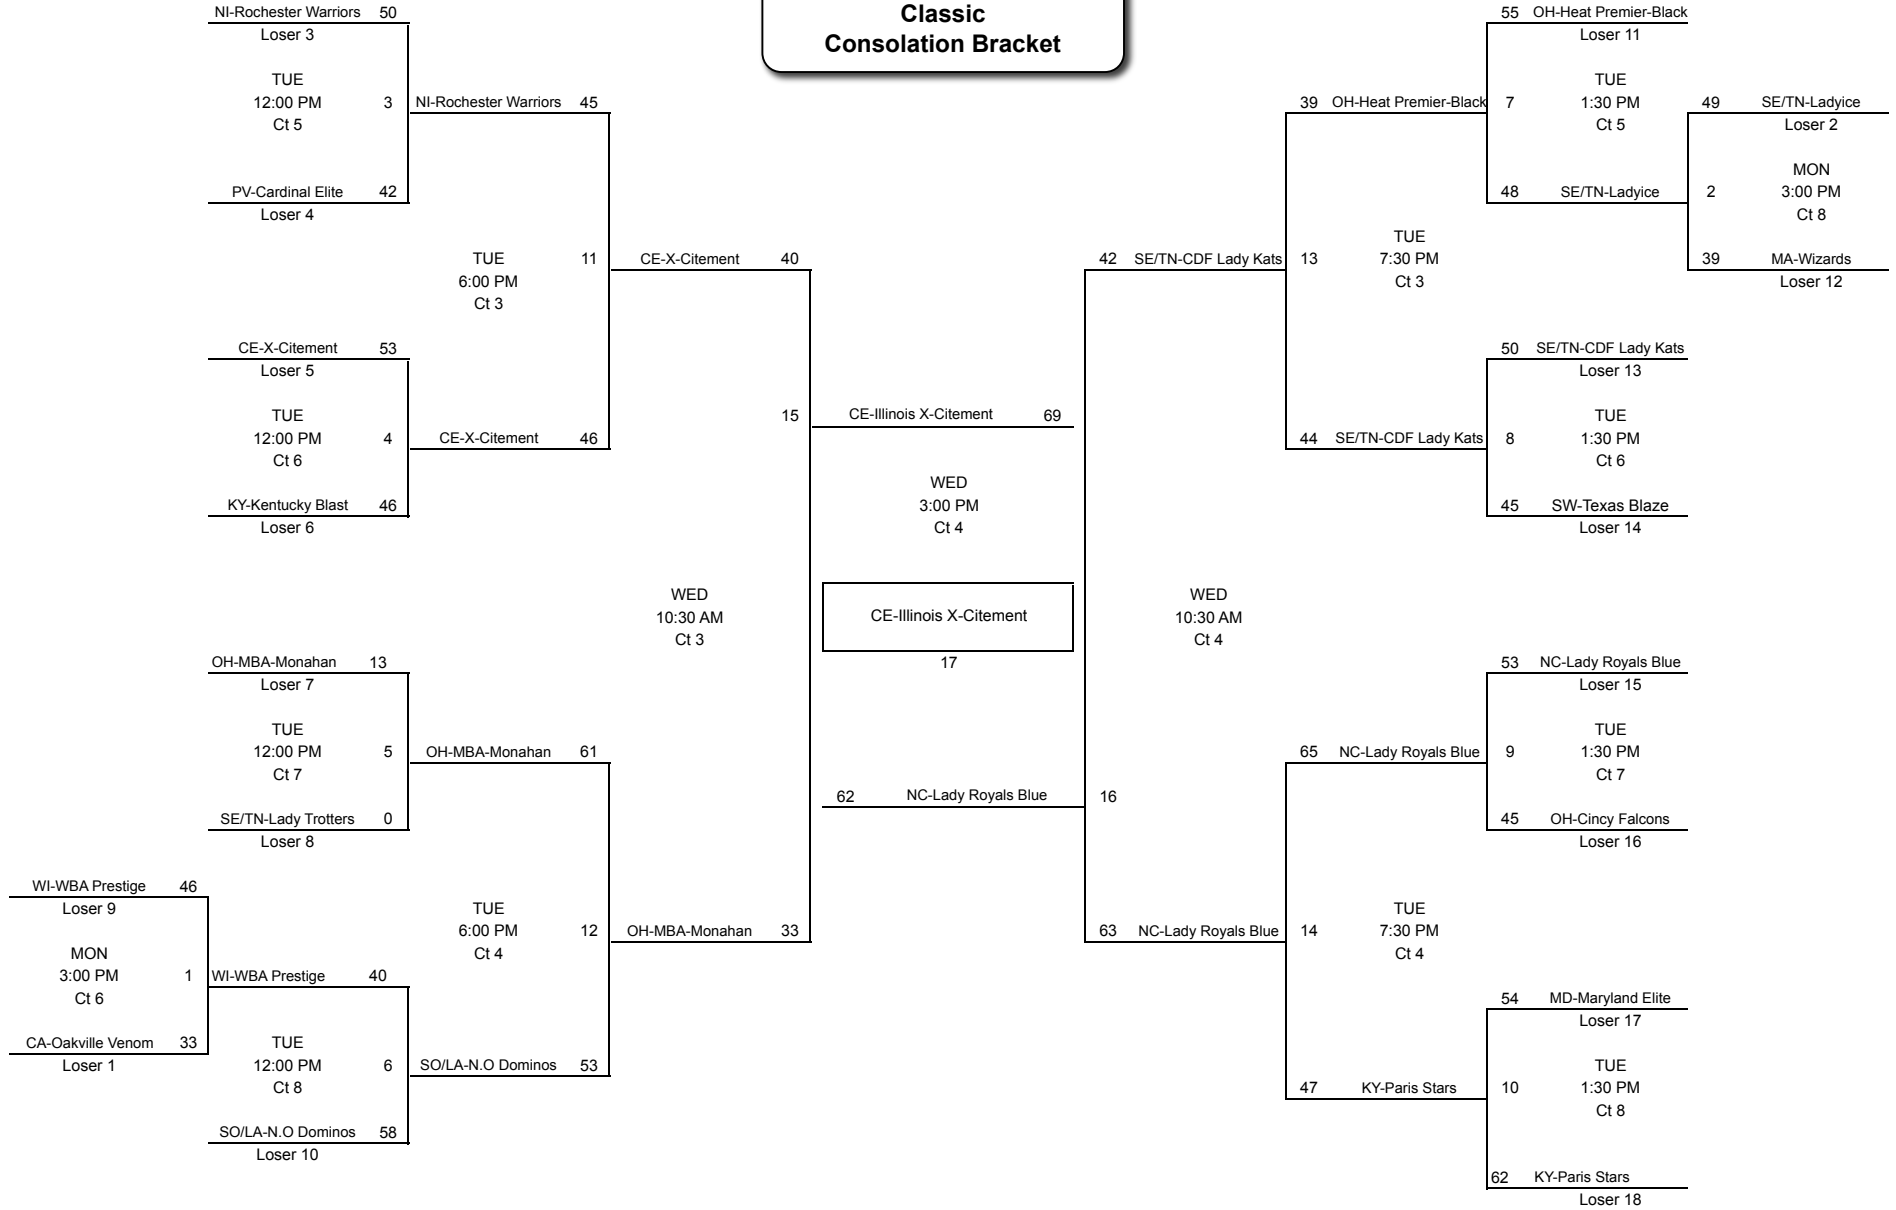 Classic
Consolation Bracket
NI-Rochester Warriors 50
Loser 3
TUE
12:00 PM 3
Ct 5
PV-Cardinal Elite 42
Loser 4
NI-Rochester Warriors 45
TUE 11
6:00 PM
Ct 3
CE-X-Citement 53
Loser 5
TUE
12:00 PM 4
Ct 6
KY-Kentucky Blast 46
Loser 6
CE-X-Citement 46
CE-X-Citement 40
15
WED
10:30 AM
Ct 3
OH-MBA-Monahan 13
Loser 7
TUE
12:00 PM 5
Ct 7
SE/TN-Lady Trotters 0
Loser 8
OH-MBA-Monahan 61
WI-WBA Prestige 46
Loser 9
MON
3:00 PM 1
Ct 6
CA-Oakville Venom 33
Loser 1
WI-WBA Prestige 40
TUE
12:00 PM 6
Ct 8
SO/LA-N.O Dominos 58
Loser 10
TUE
6:00 PM 12
Ct 4
SO/LA-N.O Dominos 53
OH-MBA-Monahan 33
CE-Illinois X-Citement 69
WED
3:00 PM
Ct 4
CE-Illinois X-Citement
17
62 NC-Lady Royals Blue
16
55 OH-Heat Premier-Black
Loser 11
TUE
7 1:30 PM
Ct 5
48 SE/TN-Ladyice
49 SE/TN-Ladyice
Loser 2
MON
2 3:00 PM
Ct 8
39 MA-Wizards
Loser 12
39 OH-Heat Premier-Black
TUE
13 7:30 PM
Ct 3
42 SE/TN-CDF Lady Kats
50 SE/TN-CDF Lady Kats
Loser 13
TUE
8 1:30 PM
Ct 6
45 SW-Texas Blaze
Loser 14
44 SE/TN-CDF Lady Kats
WED
10:30 AM
Ct 4
53 NC-Lady Royals Blue
Loser 15
TUE
9 1:30 PM
Ct 7
45 OH-Cincy Falcons
Loser 16
65 NC-Lady Royals Blue
TUE
14 7:30 PM
Ct 4
63 NC-Lady Royals Blue
54 MD-Maryland Elite
Loser 17
TUE
10 1:30 PM
Ct 8
62 KY-Paris Stars
Loser 18
47 KY-Paris Stars